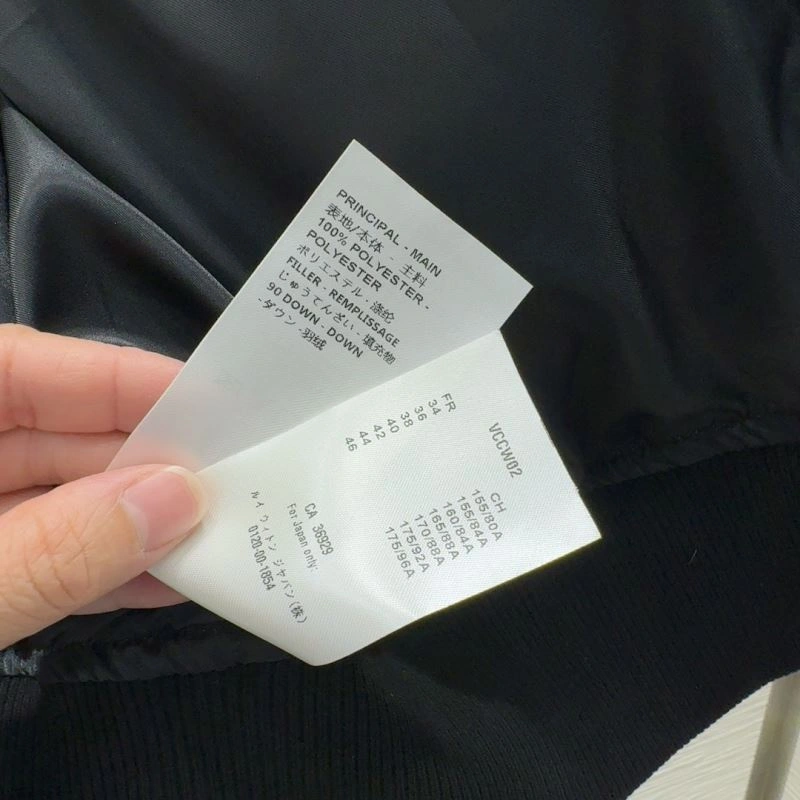 PRINCIPAL - MAIN
表地/本体 - 主料
100% POLYESTER -
POLYESTER
ポリエステル - 涤纶
FILLER - REMPLISSAGE
じゅうてんざい - 填充物
90 DOWN - DOWN
-ダウン -羽绒
VCCW02
FR CH
34 155/80A
36 155/84A
38 160/84A
40 165/88A
42 170/88A
44 175/92A
46 175/96A
CA 36929
For Japan only:
ルイ ヴィトン ジャパン(株)
0120-00-1854